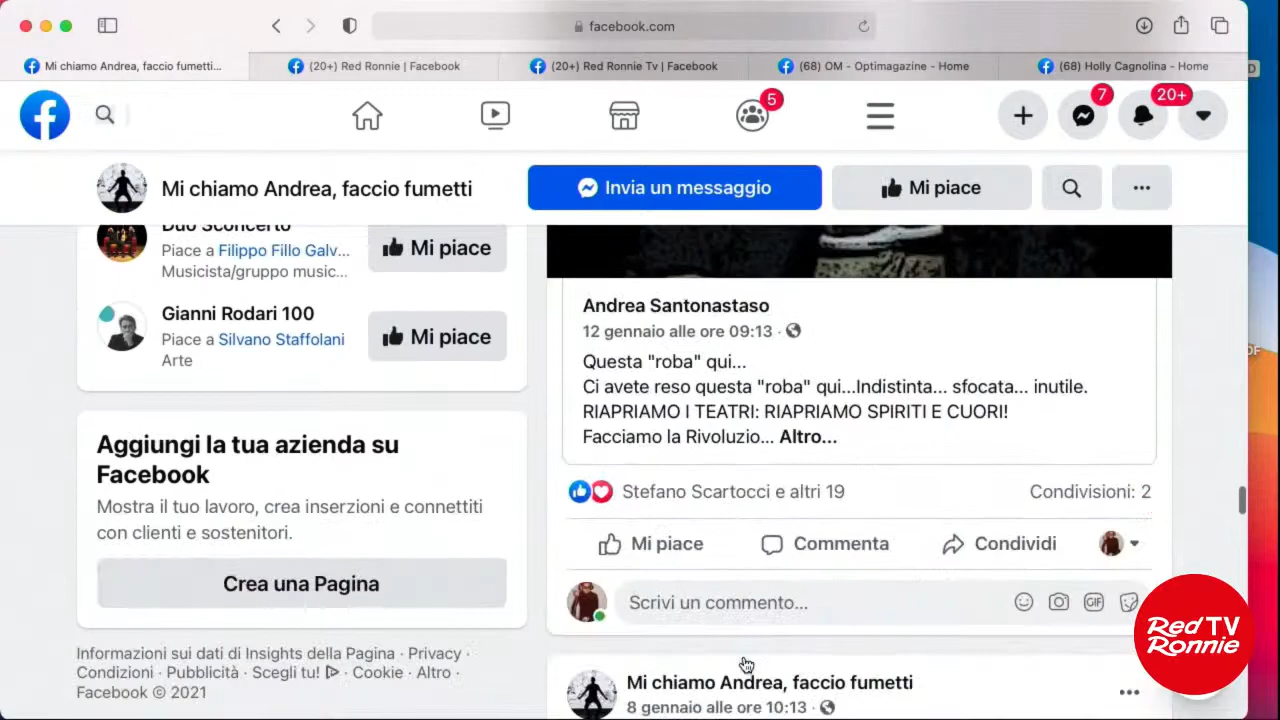 facebook.com
Mi chiamo Andrea, faccio fumetti...
(20+) Red Ronnie | Facebook
(20+) Red Ronnie Tv | Facebook
(68) OM - Optimagazine - Home
(68) Holly Cagnolina - Home
5
7
20+
Mi chiamo Andrea, faccio fumetti
Invia un messaggio
Mi piace
Duo Sconcerto
Piace a Filippo Fillo Galv...
Musicista/gruppo music...
Mi piace
Gianni Rodari 100
Piace a Silvano Staffolani
Arte
Mi piace
Aggiungi la tua azienda su
Facebook
Mostra il tuo lavoro, crea inserzioni e connettiti
con clienti e sostenitori.
Crea una Pagina
Informazioni sui dati di Insights della Pagina · Privacy ·
Condizioni · Pubblicità · Scegli tu! · Cookie · Altro ·
Facebook © 2021
Andrea Santonastaso
12 gennaio alle ore 09:13 ·
Questa "roba" qui...
Ci avete reso questa "roba" qui...Indistinta... sfocata... inutile.
RIAPRIAMO I TEATRI: RIAPRIAMO SPIRITI E CUORI!
Facciamo la Rivoluzio... Altro...
Stefano Scartocci e altri 19
Condivisioni: 2
Mi piace
Commenta
Condividi
Scrivi un commento...
GIF
Mi chiamo Andrea, faccio fumetti
8 gennaio alle ore 10:13 ·
Red TV
Ronnie